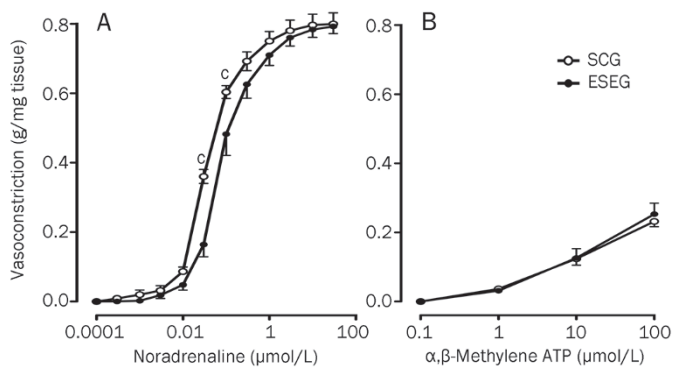 A
B
Vasoconstriction (g/mg tissue)
0.8
0.6
0.4
0.2
0.0
C
C
0.0001
0.01
1
100
Noradrenaline (μmol/L)
0.8
0.6
0.4
0.2
0.0
SCG
ESEG
0.1
1
10
100
α,β-Methylene ATP (μmol/L)